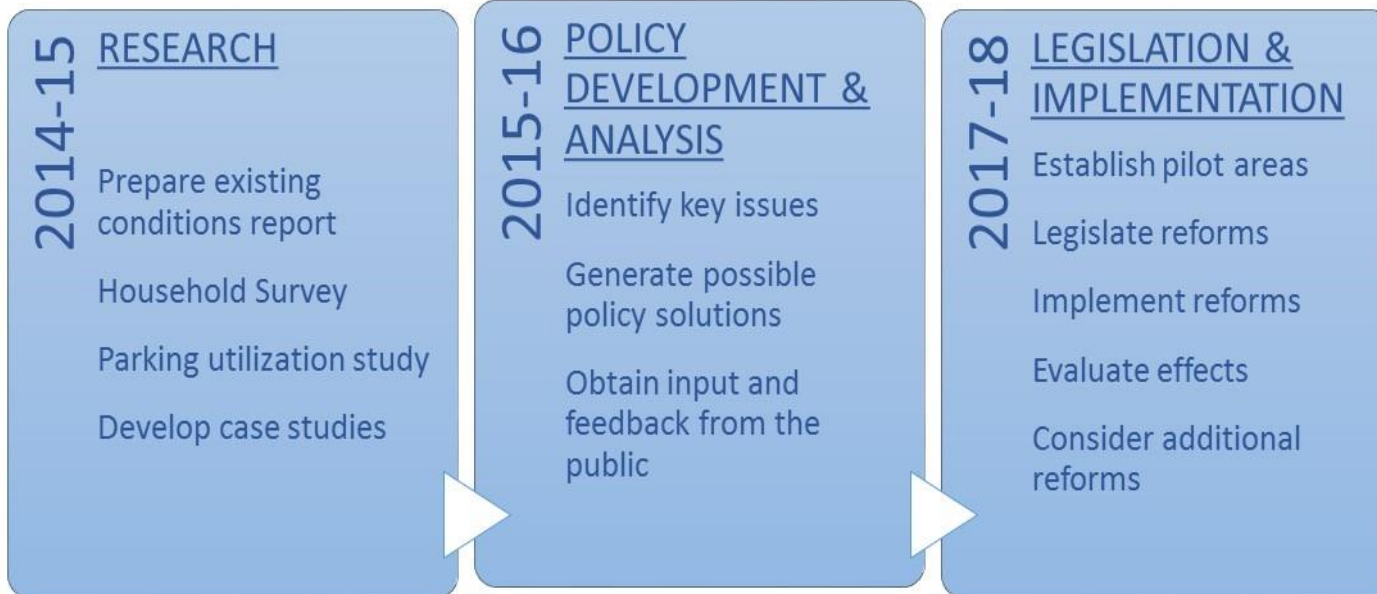 2014-15
RESEARCH
Prepare existing
conditions report
Household Survey
Parking utilization study
Develop case studies
2015-16
POLICY
DEVELOPMENT &
ANALYSIS
Identify key issues
Generate possible
policy solutions
Obtain input and
feedback from the
public
2017-18
LEGISLATION &
IMPLEMENTATION
Establish pilot areas
Legislate reforms
Implement reforms
Evaluate effects
Consider additional
reforms